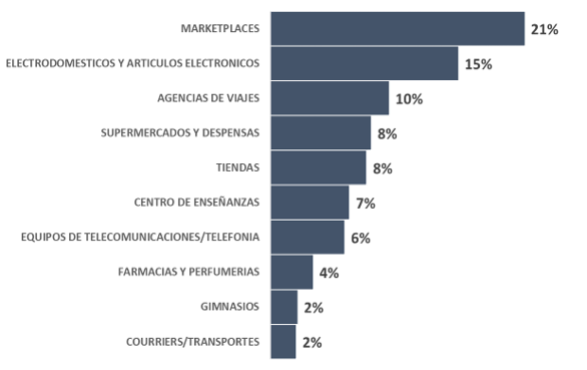 MARKETPLACES 21%
ELECTRODOMESTICOS Y ARTICULOS ELECTRONICOS 15%
AGENCIAS DE VIAJES 10%
SUPERMERCADOS Y DESPENSAS 8%
TIENDAS 8%
CENTRO DE ENSEÑANZAS 7%
EQUIPOS DE TELECOMUNICACIONES/TELEFONIA 6%
FARMACIAS Y PERFUMERIAS 4%
GIMNASIOS 2%
COURRIERS/TRANSPORTES 2%